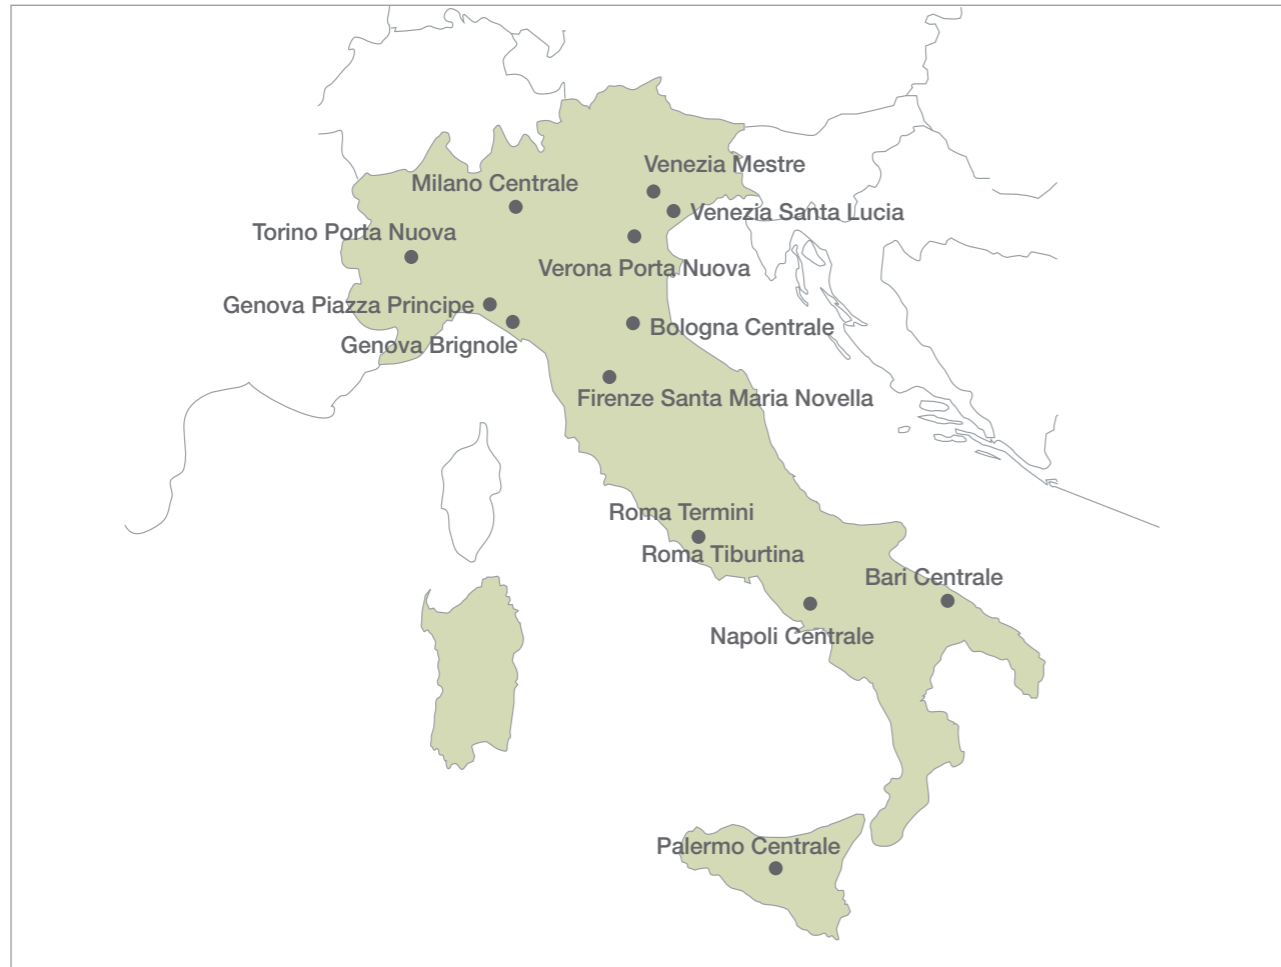 Venezia Mestre
Milano Centrale
Venezia Santa Lucia
Torino Porta Nuova
Verona Porta Nuova
Genova Piazza Principe
Bologna Centrale
Genova Brignole
Firenze Santa Maria Novella
Roma Termini
Roma Tiburtina
Bari Centrale
Napoli Centrale
Palermo Centrale